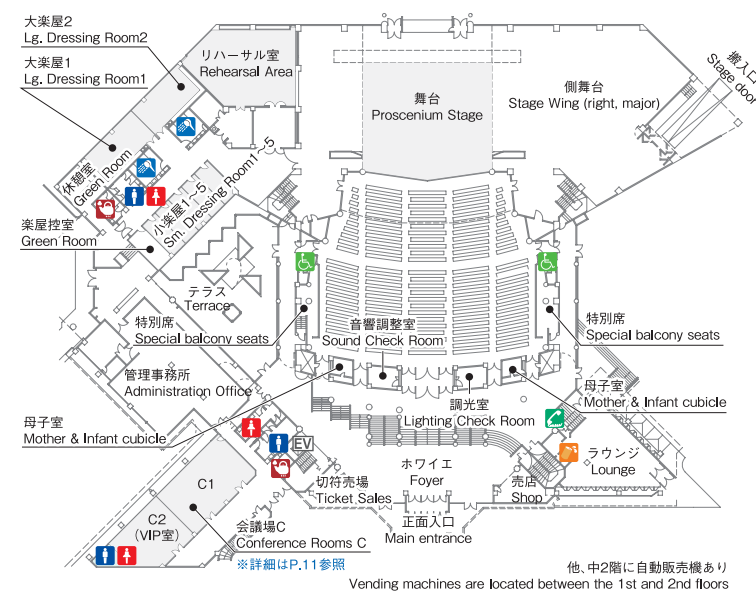 大楽屋2
Lg. Dressing Room2
大楽屋1
Lg. Dressing Room1
リハーサル室
Rehearsal Area
舞台
Proscenium Stage
側舞台
Stage Wing (right, major)
搬入口
Stage door
休憩室
Green Room
小楽屋1～5
Sm. Dressing Room1～5
楽屋控室
Green Room
テラス
Terrace
特別席
Special balcony seats
音響調整室
Sound Check Room
特別席
Special balcony seats
管理事務所
Administration Office
母子室
Mother & Infant cubicle
調光室
Lighting Check Room
母子室
Mother & Infant cubicle
EV
C1
C2
(VIP室)
切符売場
Ticket Sales
ホワイエ
Foyer
売店
Shop
ラウンジ
Lounge
正面入口
Main entrance
会議場C
Conference Rooms C
※詳細はP.11参照
他、中2階に自動販売機あり
Vending machines are located between the 1st and 2nd floors